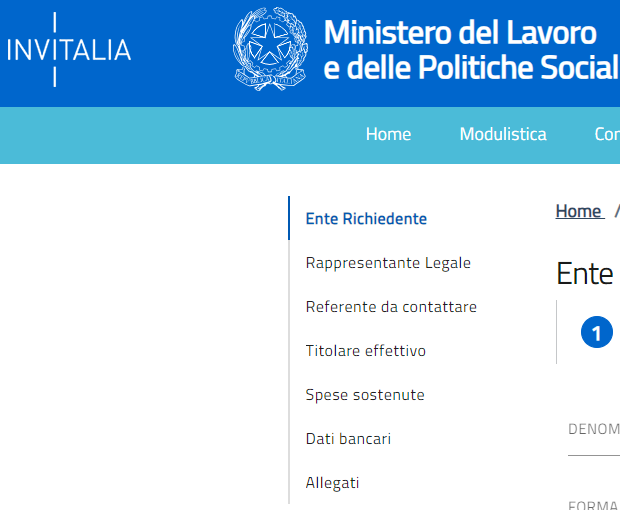 INVITALIA
Ministero del Lavoro
e delle Politiche Social
Home Modulistica Con
Ente Richiedente
Rappresentante Legale
Referente da contattare
Titolare effettivo
Spese sostenute
Dati bancari
Allegati
Home /
Ente
1
DENOM
FORMA